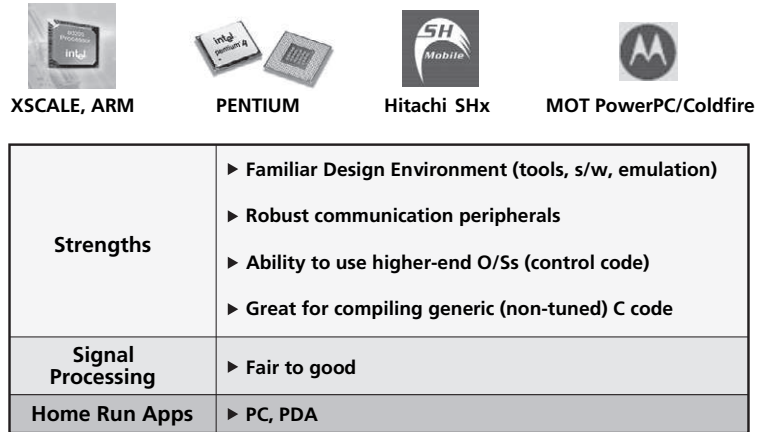 intel
intel
pentium 4
SH
Mobile
XSCALE, ARM
PENTIUM
Hitachi SHx
MOT PowerPC/Coldfire
Strengths
▶ Familiar Design Environment (tools, s/w, emulation)
▶ Robust communication peripherals
▶ Ability to use higher-end O/Ss (control code)
▶ Great for compiling generic (non-tuned) C code
Signal
Processing
▶ Fair to good
Home Run Apps
▶ PC, PDA